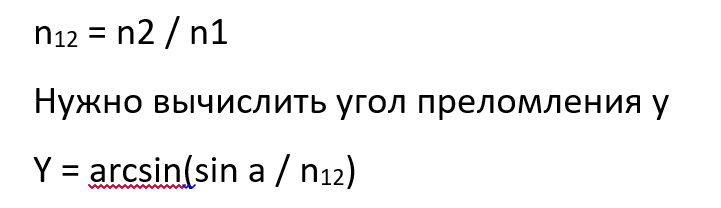 n₁₂ = n2 / n1
Нужно вычислить угол преломления y
Y = arcsin(sin a / n₁₂)